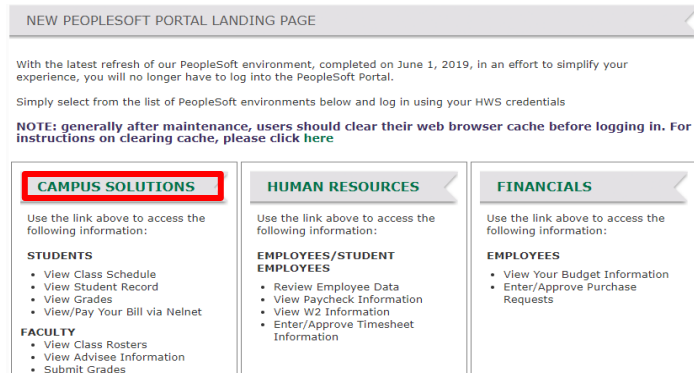 NEW PEOPLESOFT PORTAL LANDING PAGE
With the latest refresh of our PeopleSoft environment, completed on June 1, 2019, in an effort to simplify your
experience, you will no longer have to log into the PeopleSoft Portal.
Simply select from the list of PeopleSoft environments below and log in using your HWS credentials
NOTE: generally after maintenance, users should clear their web browser cache before logging in. For
instructions on clearing cache, please click here
CAMPUS SOLUTIONS
Use the link above to access the
following information:
STUDENTS
• View Class Schedule
• View Student Record
• View Grades
• View/Pay Your Bill via Nelnet
FACULTY
• View Class Rosters
• View Advisee Information
• Submit Grades
HUMAN RESOURCES
Use the link above to access the
following information:
EMPLOYEES/STUDENT
EMPLOYEES
• Review Employee Data
• View Paycheck Information
• View W2 Information
• Enter/Approve Timesheet
Information
FINANCIALS
Use the link above to access the
following information:
EMPLOYEES
• View Your Budget Information
• Enter/Approve Purchase
Requests